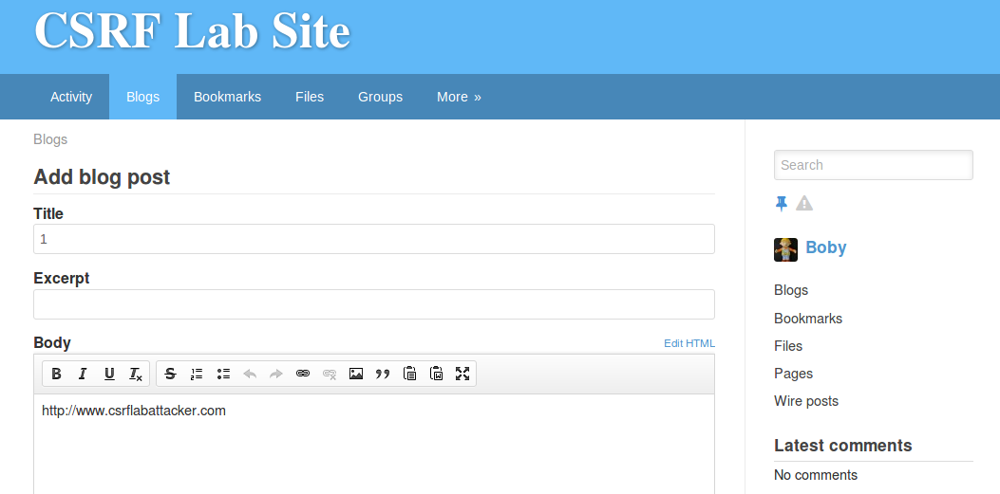 CSRF Lab Site
Activity Blogs Bookmarks Files Groups More »
Blogs
Add blog post
Title
1
Excerpt
Body
Edit HTML
B I U Tx S
http://www.csrflabattacker.com
Search
Boby
Blogs
Bookmarks
Files
Pages
Wire posts
Latest comments
No comments